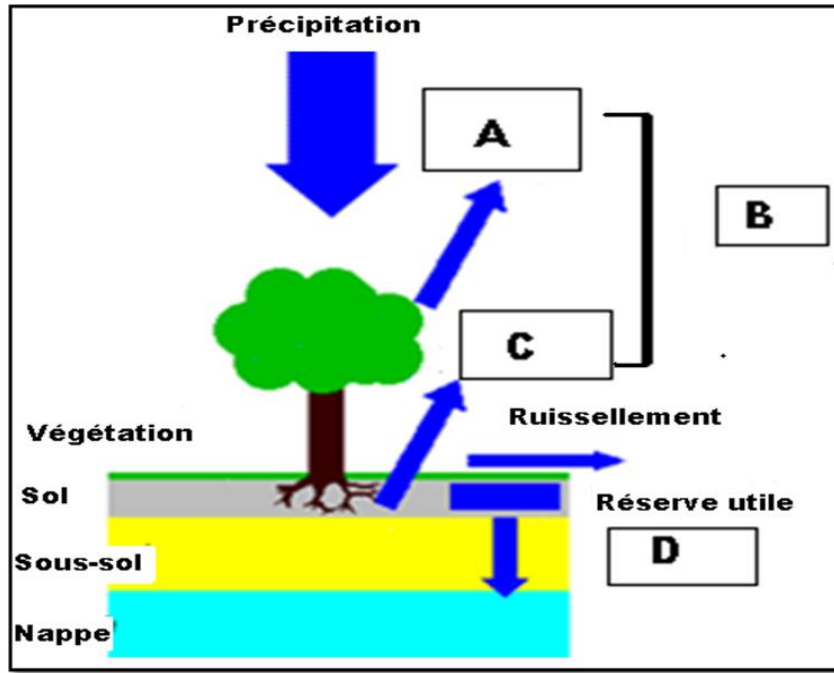 Précipitation
A
B
C
Ruissellement
Végétation
Sol
Réserve utile
D
Sous-sol
Nappe